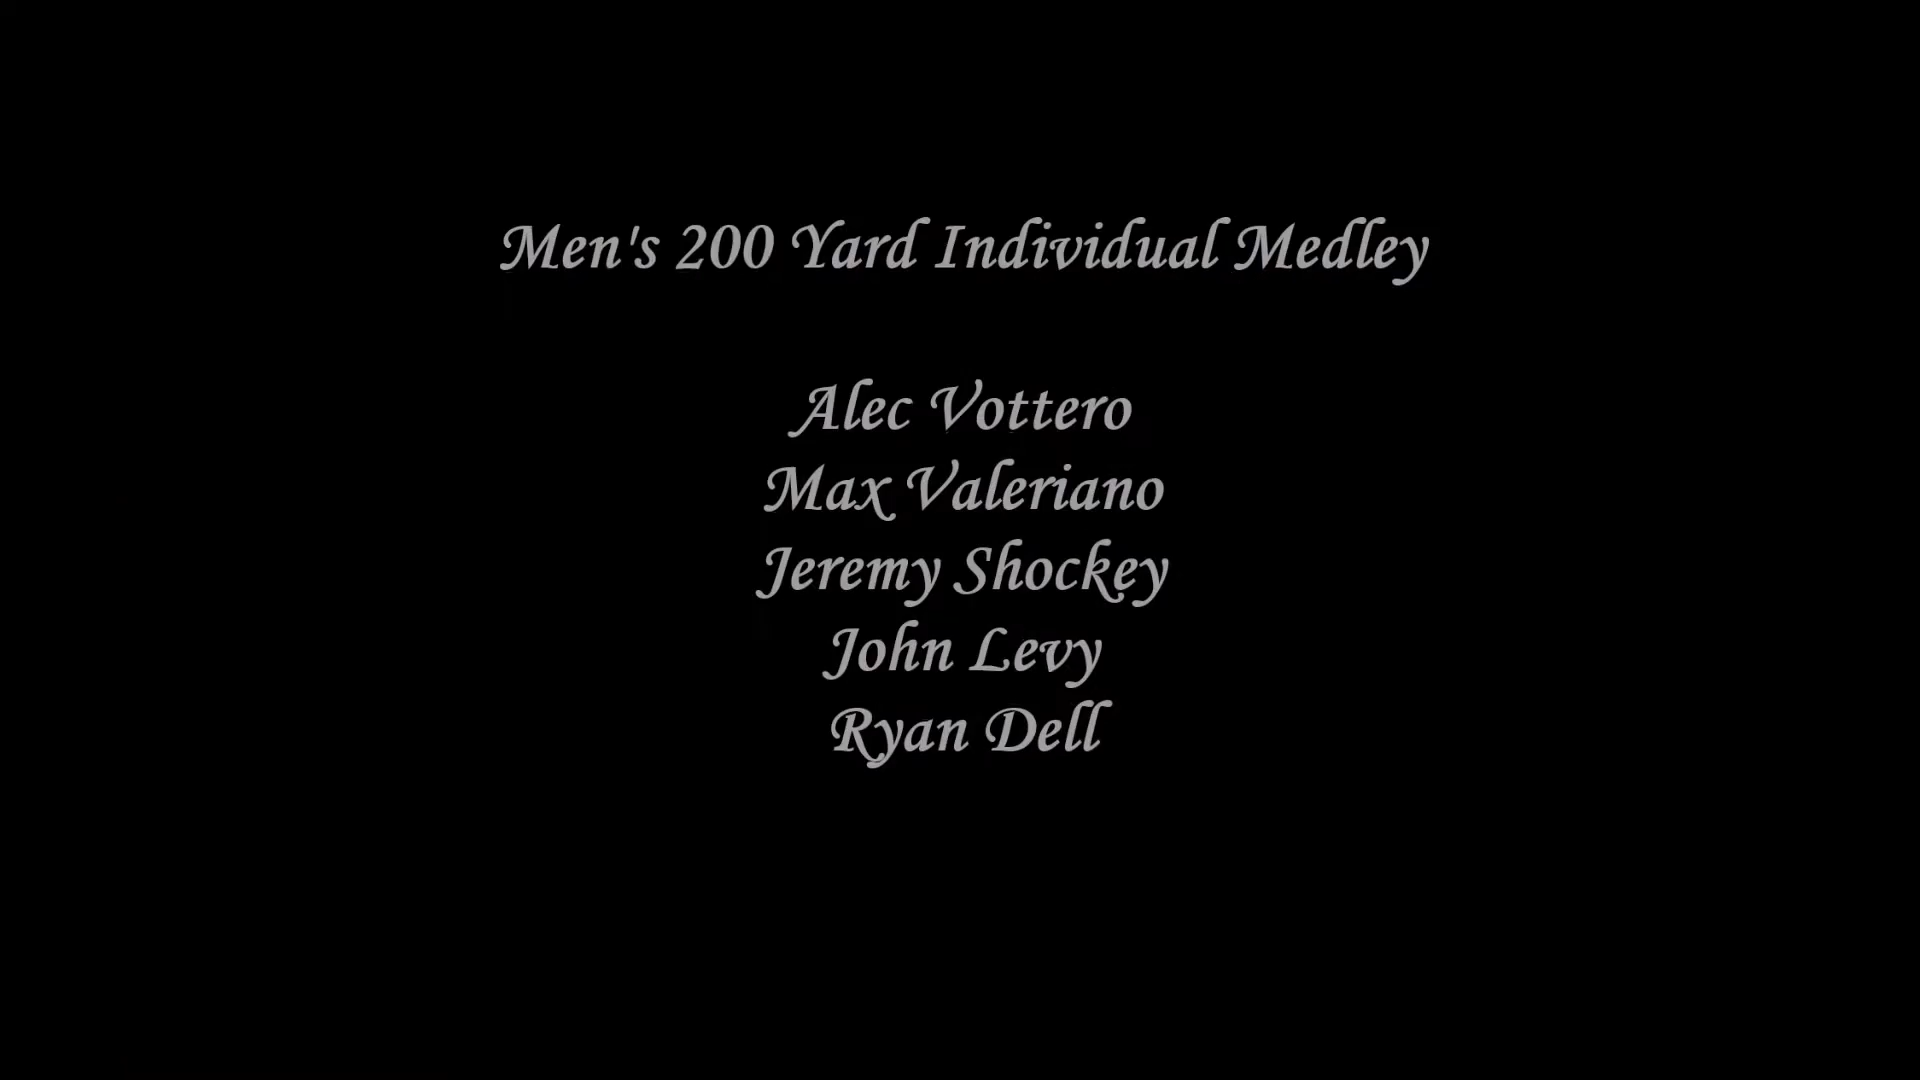 Men's 200 Yard Individual Medley
Alec Vottero
Max Valeriano
Jeremy Shockey
John Levy
Ryan Dell